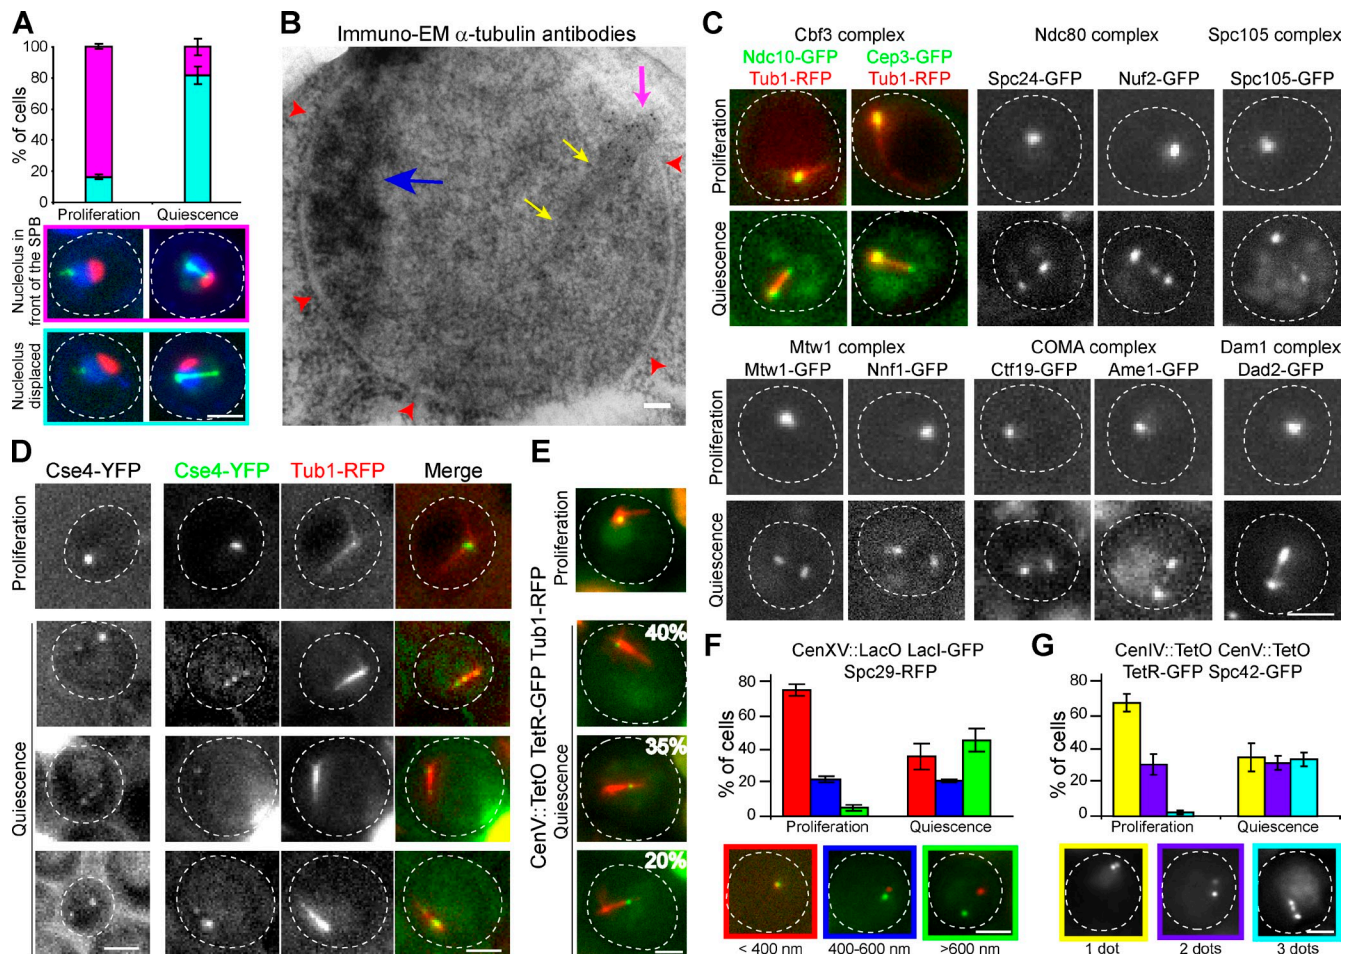 A
100
80
60
40
20
0
% of cells
Proliferation
Quiescence
Nucleolus in
front of the SPB
Nucleolus
displaced
B
Immuno-EM α-tubulin antibodies
C
Cbf3 complex
Ndc80 complex
Spc105 complex
Ndc10-GFP
Tub1-RFP
Cep3-GFP
Tub1-RFP
Spc24-GFP
Nuf2-GFP
Spc105-GFP
Proliferation
Quiescence
Mtw1 complex
COMA complex
Dam1 complex
Mtw1-GFP
Nnf1-GFP
Ctf19-GFP
Ame1-GFP
Dad2-GFP
Proliferation
Quiescence
D
Cse4-YFP
Cse4-YFP
Tub1-RFP
Merge
Proliferation
Quiescence
E
CenV::TetO TetR-GFP Tub1-RFP
Proliferation
Quiescence
40%
35%
20%
F
CenXV::LacO LacI-GFP
Spc29-RFP
80
60
40
20
0
% of cells
Proliferation
Quiescence
< 400 nm
400-600 nm
>600 nm
G
CenIV::TetO CenV::TetO
TetR-GFP Spc42-GFP
80
60
40
20
0
% of cells
Proliferation
Quiescence
1 dot
2 dots
3 dots